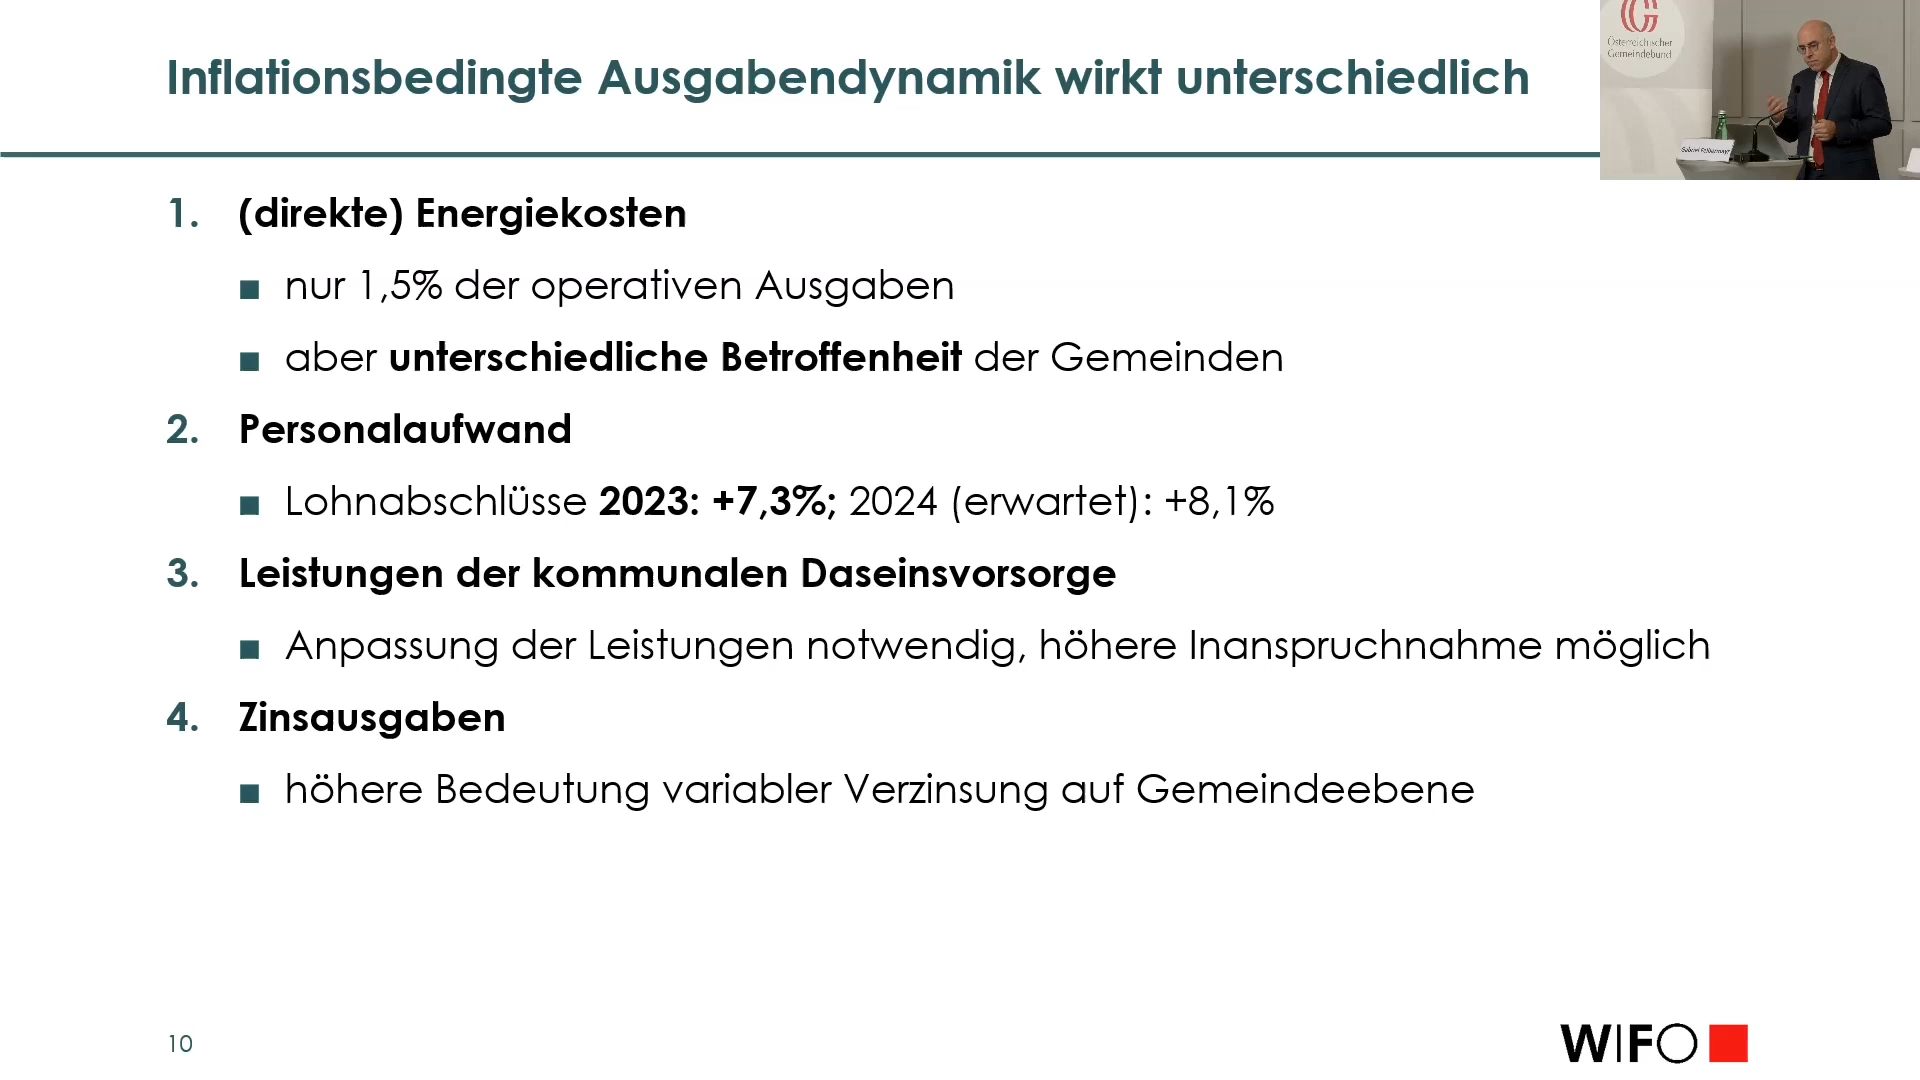 Inflationsbedingte Ausgabendynamik wirkt unterschiedlich
Österreichischer
Gemeindebund
Gabriel Felbermayr
1. (direkte) Energiekosten
■ nur 1,5% der operativen Ausgaben
■ aber unterschiedliche Betroffenheit der Gemeinden
2. Personalaufwand
■ Lohnabschlüsse 2023: +7,3%; 2024 (erwartet): +8,1%
3. Leistungen der kommunalen Daseinsvorsorge
■ Anpassung der Leistungen notwendig, höhere Inanspruchnahme möglich
4. Zinsausgaben
■ höhere Bedeutung variabler Verzinsung auf Gemeindeebene
10
WIFO